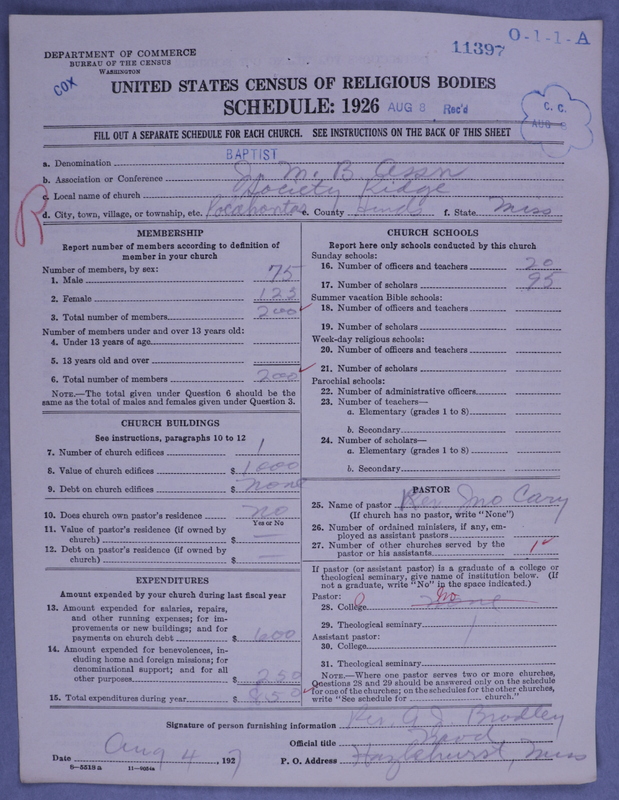 O-1-1-A
11397
DEPARTMENT OF COMMERCE
BUREAU OF THE CENSUS
WASHINGTON
COX
UNITED STATES CENSUS OF RELIGIOUS BODIES
SCHEDULE: 1926 AUG 8 Rec'd
C. C.
AUG 8
FILL OUT A SEPARATE SCHEDULE FOR EACH CHURCH. SEE INSTRUCTIONS ON THE BACK OF THIS SHEET
a. Denomination BAPTIST
b. Association or Conference M. B. Assn
c. Local name of church Society Ridge
d. City, town, village, or township, etc. Pocahontas e. County Hinds f. State Miss
R
MEMBERSHIP
Report number of members according to definition of
member in your church
Number of members, by sex:
1. Male 75
2. Female 125
3. Total number of members 200
Number of members under and over 13 years old:
4. Under 13 years of age
5. 13 years old and over
6. Total number of members 200
NOTE.—The total given under Question 6 should be the
same as the total of males and females given under Question 3.
CHURCH BUILDINGS
See instructions, paragraphs 10 to 12
7. Number of church edifices 1
8. Value of church edifices $ 1000
9. Debt on church edifices $ none
10. Does church own pastor's residence no
Yes or No
11. Value of pastor's residence (if owned by
church) $ —
12. Debt on pastor's residence (if owned by
church) $ —
EXPENDITURES
Amount expended by your church during last fiscal year
13. Amount expended for salaries, repairs,
and other running expenses; for im-
provements or new buildings; and for
payments on church debt $ 600
14. Amount expended for benevolences, in-
cluding home and foreign missions; for
denominational support; and for all
other purposes $ 250
15. Total expenditures during year $ 850
CHURCH SCHOOLS
Report here only schools conducted by this church
Sunday schools:
16. Number of officers and teachers 20
17. Number of scholars 95
Summer vacation Bible schools:
18. Number of officers and teachers
19. Number of scholars
Week-day religious schools:
20. Number of officers and teachers
21. Number of scholars
Parochial schools:
22. Number of administrative officers
23. Number of teachers—
a. Elementary (grades 1 to 8)
b. Secondary
24. Number of scholars—
a. Elementary (grades 1 to 8)
b. Secondary
PASTOR
25. Name of pastor Rev Jno Cary
(If church has no pastor, write "None")
26. Number of ordained ministers, if any, em-
ployed as assistant pastors
27. Number of other churches served by the
pastor or his assistants 1
If pastor (or assistant pastor) is a graduate of a college or
theological seminary, give name of institution below. (If
not a graduate, write "No" in the space indicated.)
Pastor:
28. College none No
29. Theological seminary
Assistant pastor:
30. College
31. Theological seminary
NOTE.—Where one pastor serves two or more churches,
Questions 28 and 29 should be answered only on the schedule
for one of the churches; on the schedules for the other churches,
write "See schedule for ........ church."
Signature of person furnishing information Rev. G. J. Bradley
Official title
Date Aug 4, 1927 P. O. Address Hazlehurst, Miss
6—5518a 11—9084a